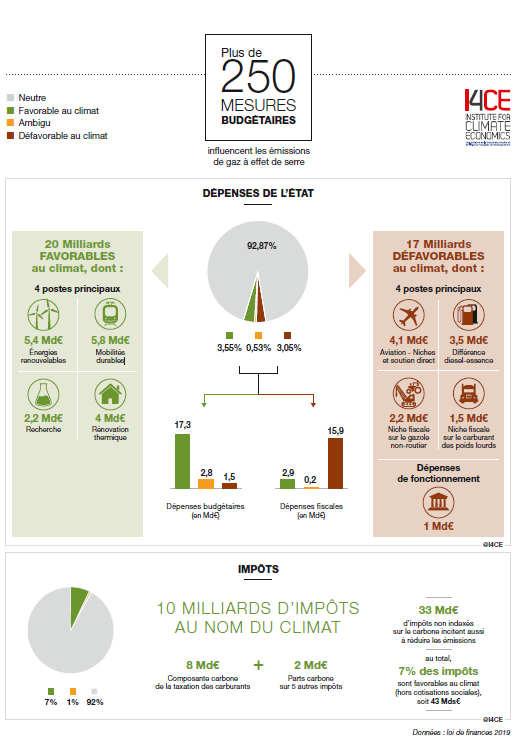 Plus de
250
MESURES
BUDGÉTAIRES
influencent les émissions
de gaz à effet de serre
Neutre
Favorable au climat
Ambigu
Défavorable au climat
I4CE
INSTITUTE FOR
CLIMATE
ECONOMICS
DÉPENSES DE L'ÉTAT
20 Milliards
FAVORABLES
au climat, dont :
4 postes principaux
5,4 Md€
Énergies
renouvelables
5,8 Md€
Mobilités
durables
2,2 Md€
Recherche
4 Md€
Rénovation
thermique
92,87%
3,55% 0,53% 3,05%
17,3
2,8
1,5
Dépenses budgétaires
(en Md€)
2,9
0,2
15,9
Dépenses fiscales
(en Md€)
17 Milliards
DÉFAVORABLES
au climat, dont :
4 postes principaux
4,1 Md€
Aviation - Niches
et soutien direct
3,5 Md€
Différence
diesel-essence
2,2 Md€
Niche fiscale
sur le gazole
non-routier
1,5 Md€
Niche fiscale
sur le carburant
des poids lourds
Dépenses
de fonctionnement
1 Md€
@I4CE
IMPÔTS
7% 1% 92%
10 MILLIARDS D'IMPÔTS
AU NOM DU CLIMAT
8 Md€
Composante carbone
de la taxation des carburants
+
2 Md€
Parts carbone
sur 5 autres impôts
33 Md€
d'impôts non indexés
sur le carbone incitent aussi
à réduire les émissions
au total,
7% des impôts
sont favorables au climat
(hors cotisations sociales),
soit 43 Mds€
@I4CE
Données : loi de finances 2019